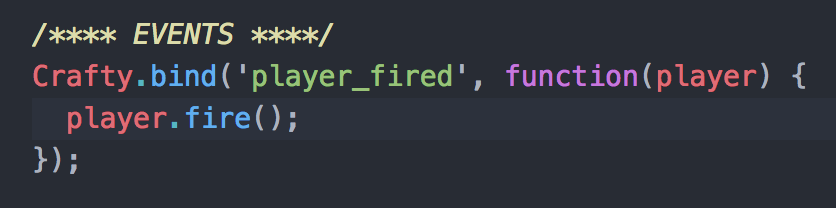 /**** EVENTS ****/
Crafty.bind('player_fired', function(player) {
  player.fire();
});